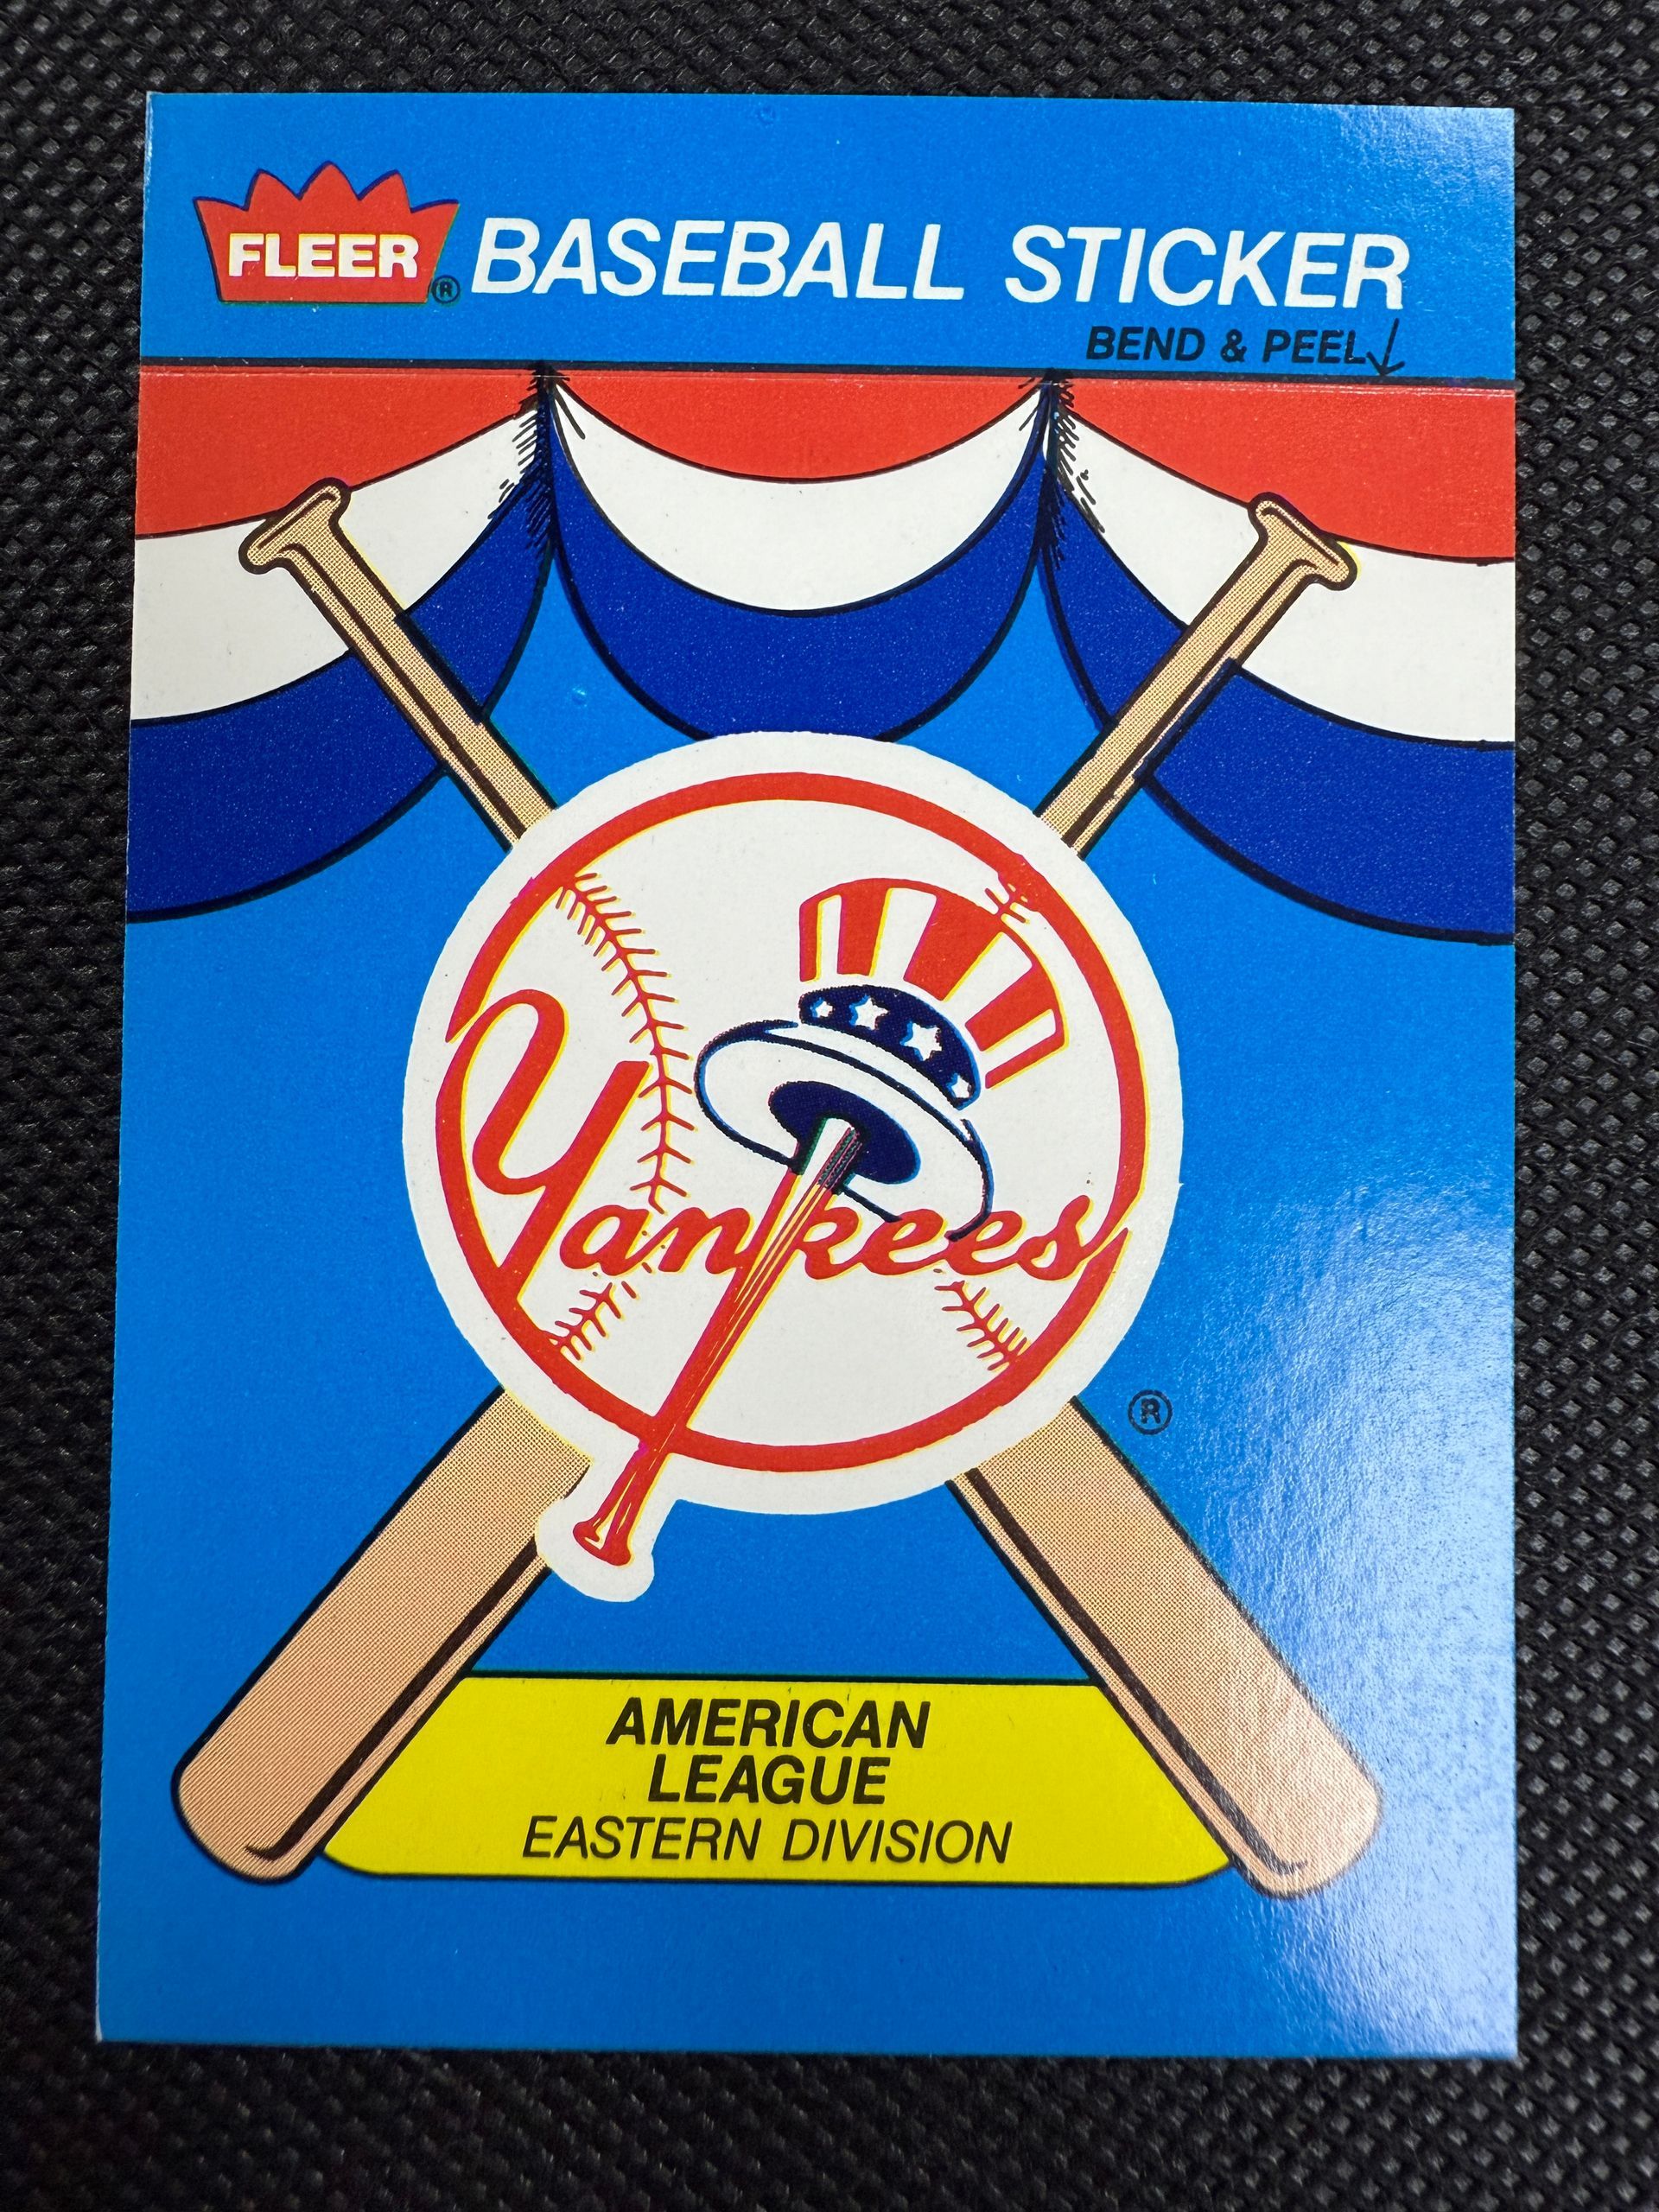 FLEER® BASEBALL STICKER
BEND & PEEL
Yankees
®
AMERICAN
LEAGUE
EASTERN DIVISION